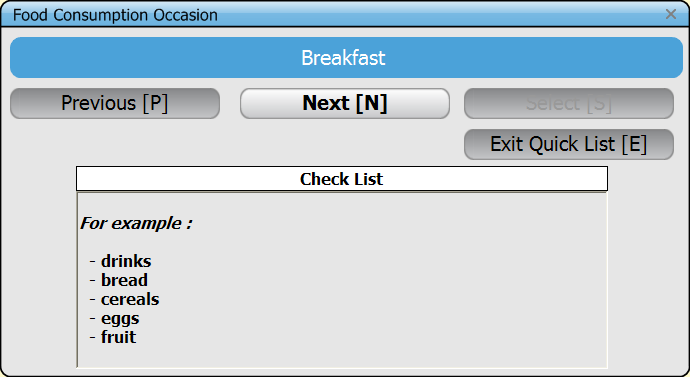 Food Consumption Occasion
Breakfast
Previous [P]
Next [N]
Select [S]
Exit Quick List [E]
Check List
For example :
- drinks
- bread
- cereals
- eggs
- fruit